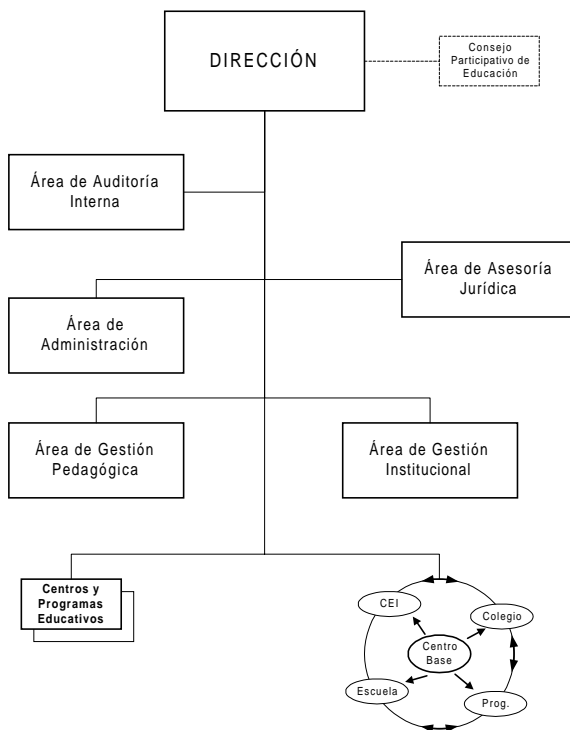 DIRECCIÓN
Consejo
Participativo de
Educación
Área de Auditoría
Interna
Área de Asesoría
Jurídica
Área de
Administración
Área de Gestión
Pedagógica
Área de Gestión
Institucional
Centros y
Programas
Educativos
CEI
Colegio
Centro
Base
Escuela
Prog.